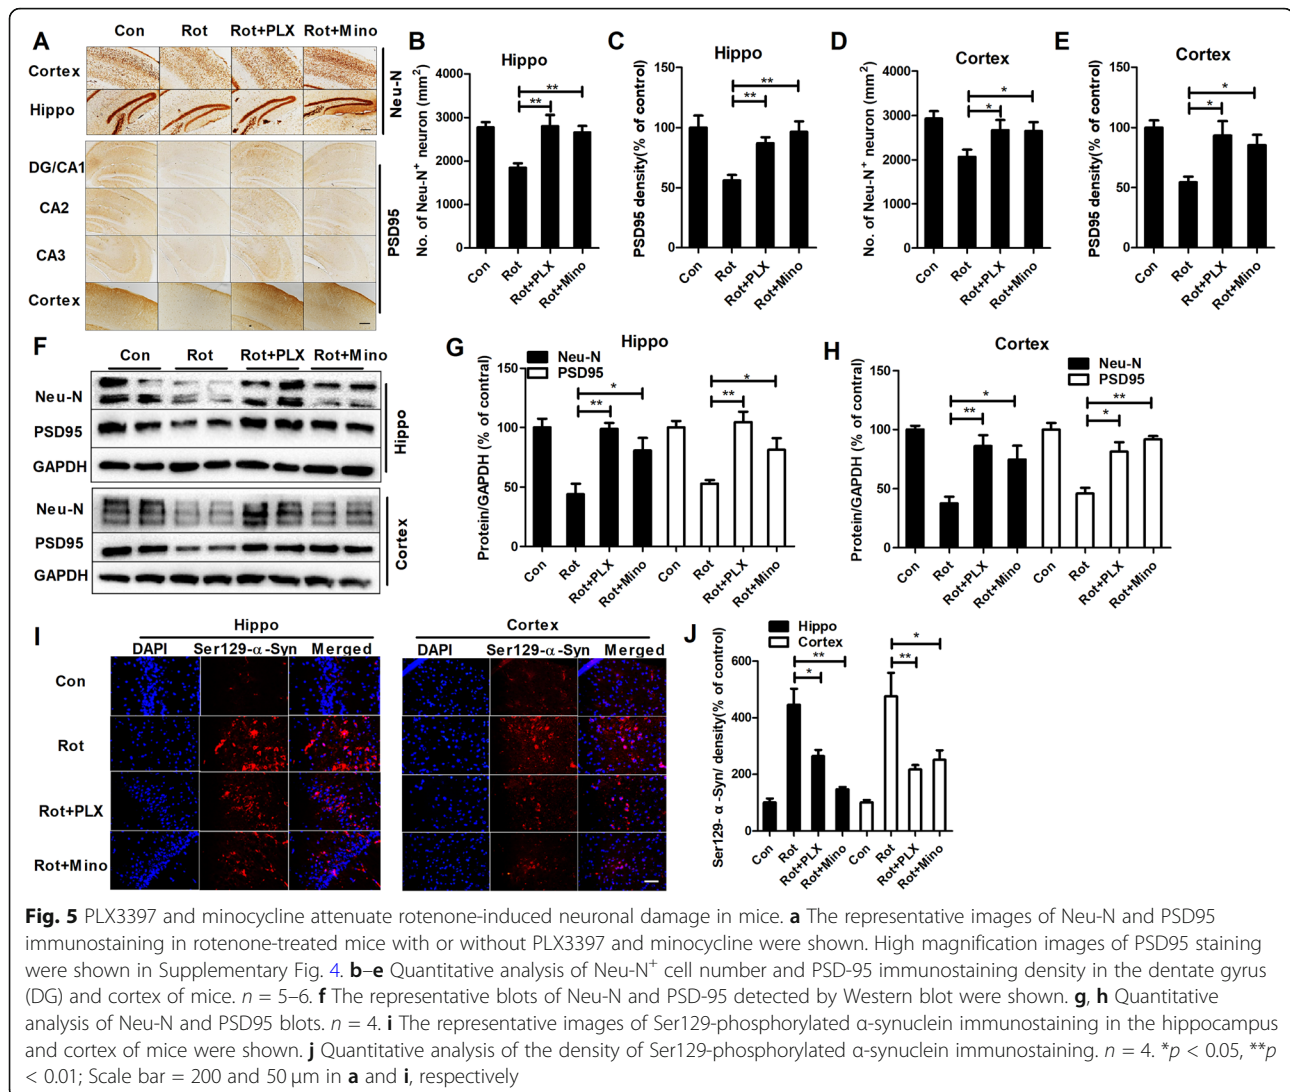 A
Con Rot Rot+PLX Rot+Mino
Cortex
Hippo
Neu-N
DG/CA1
CA2
CA3
Cortex
PSD95
B
Hippo
No. of Neu-N+ neuron (mm2)
4000
3000
2000
1000
0
** **
Con Rot Rot+PLX Rot+Mino
C
Hippo
PSD95 density(% of control)
150
100
50
0
** **
Con Rot Rot+PLX Rot+Mino
D
Cortex
No. of Neu-N+ neuron (mm2)
4000
3000
2000
1000
0
* *
Con Rot Rot+PLX Rot+Mino
E
Cortex
PSD95 density(% of control)
150
100
50
0
* *
Con Rot Rot+PLX Rot+Mino
F
Con Rot Rot+PLX Rot+Mino
Neu-N
PSD95
GAPDH
Hippo
Neu-N
PSD95
GAPDH
Cortex
G
Hippo
Neu-N
PSD95
Protein/GAPDH (% of control)
150
100
50
0
** * ** *
Con Rot Rot+PLX Rot+Mino Con Rot Rot+PLX Rot+Mino
H
Cortex
Neu-N
PSD95
Protein/GAPDH (% of control)
150
100
50
0
** * * **
Con Rot Rot+PLX Rot+Mino Con Rot Rot+PLX Rot+Mino
I
Hippo Cortex
DAPI Ser129-α-Syn Merged DAPI Ser129-α-Syn Merged
Con
Rot
Rot+PLX
Rot+Mino
J
Hippo
Cortex
Ser129- α -Syn/ density(% of control)
600
400
200
0
* ** ** *
Con Rot Rot+PLX Rot+Mino Con Rot Rot+PLX Rot+Mino
Fig. 5 PLX3397 and minocycline attenuate rotenone-induced neuronal damage in mice. a The representative images of Neu-N and PSD95
immunostaining in rotenone-treated mice with or without PLX3397 and minocycline were shown. High magnification images of PSD95 staining
were shown in Supplementary Fig. 4. b–e Quantitative analysis of Neu-N+ cell number and PSD-95 immunostaining density in the dentate gyrus
(DG) and cortex of mice. n = 5–6. f The representative blots of Neu-N and PSD-95 detected by Western blot were shown. g, h Quantitative
analysis of Neu-N and PSD95 blots. n = 4. i The representative images of Ser129-phosphorylated α-synuclein immunostaining in the hippocampus
and cortex of mice were shown. j Quantitative analysis of the density of Ser129-phosphorylated α-synuclein immunostaining. n = 4. *p < 0.05, **p
< 0.01; Scale bar = 200 and 50 μm in a and i, respectively